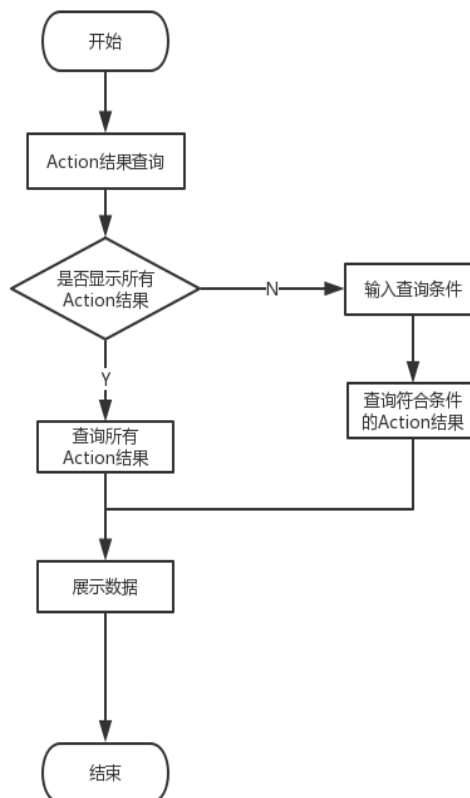 开始
Action结果查询
是否显示所有
Action结果
N
输入查询条件
Y
查询符合条件
的Action结果
查询所有
Action结果
展示数据
结束